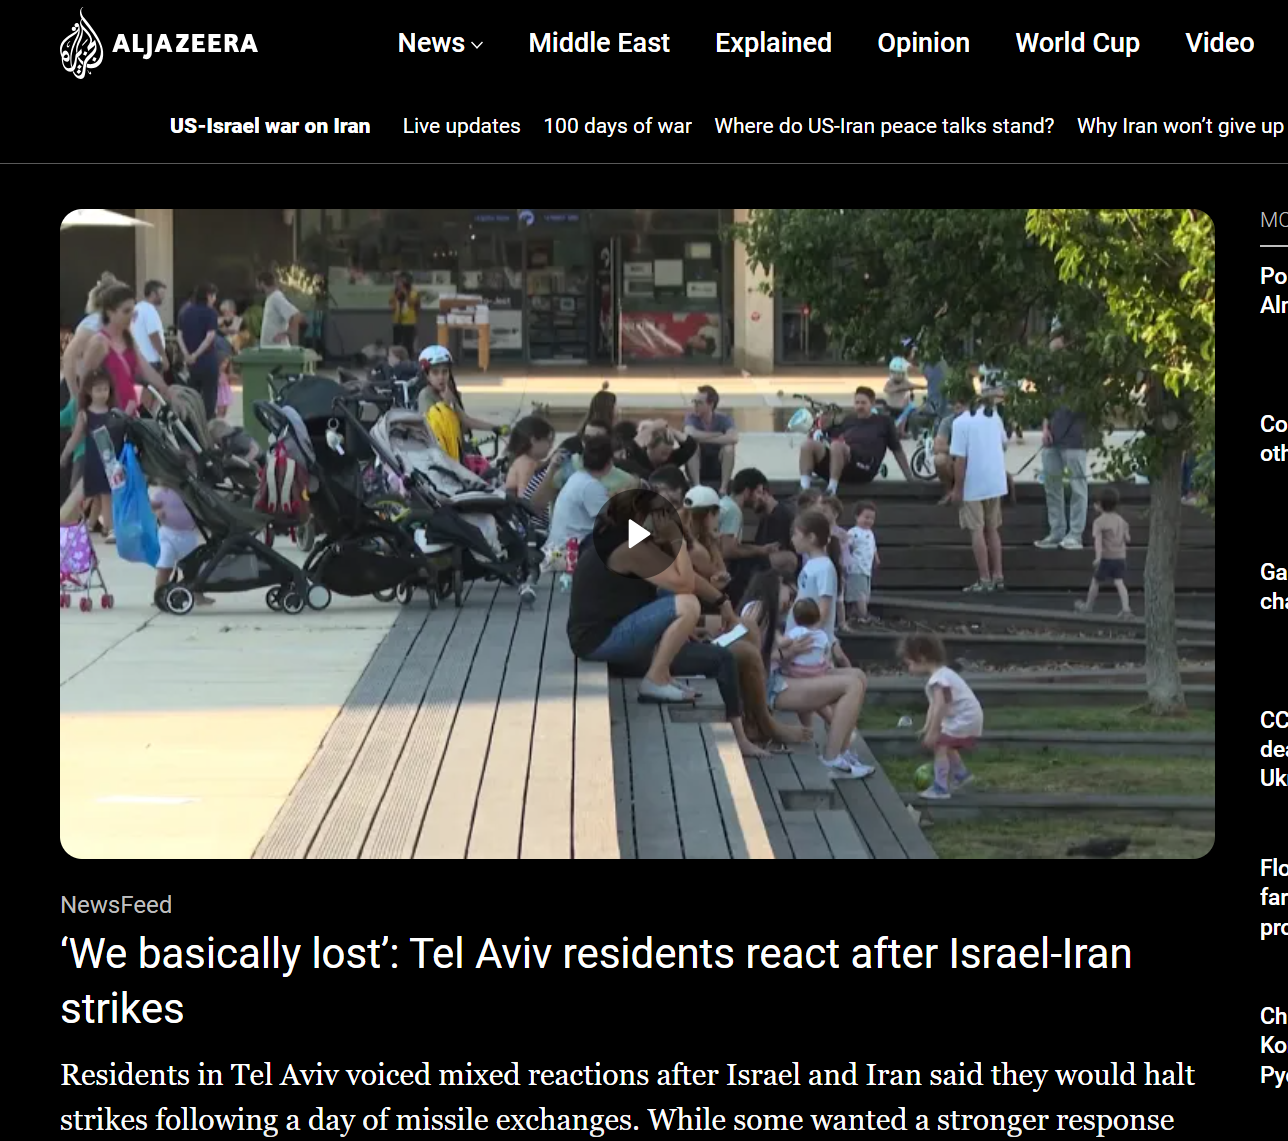 ALJAZEERA
News
Middle East
Explained
Opinion
World Cup
Video
US-Israel war on Iran
Live updates
100 days of war
Where do US-Iran peace talks stand?
Why Iran won’t give up
NewsFeed
‘We basically lost’: Tel Aviv residents react after Israel-Iran
strikes
Residents in Tel Aviv voiced mixed reactions after Israel and Iran said they would halt
strikes following a day of missile exchanges. While some wanted a stronger response